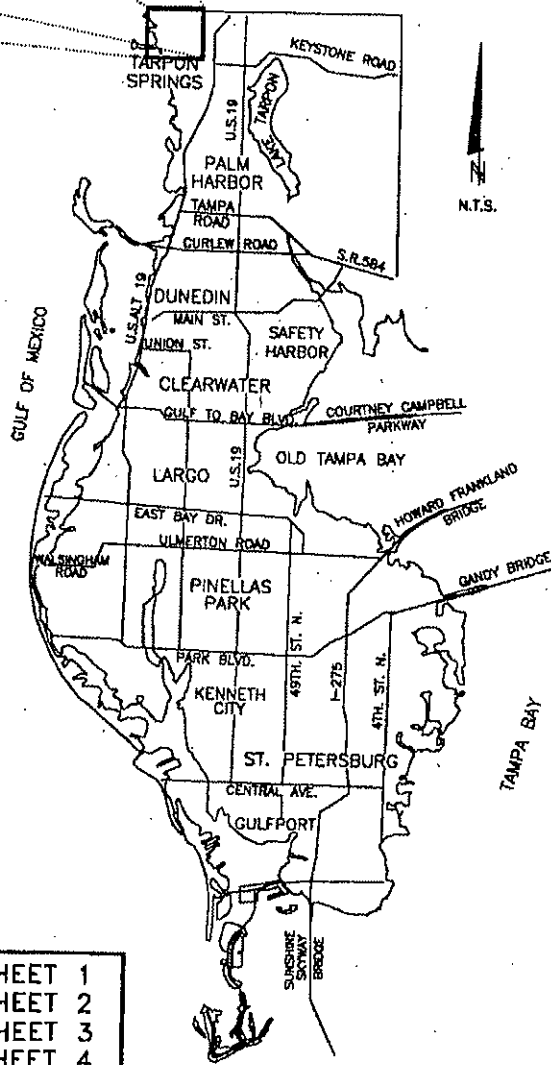 TARPON
SPRINGS
KEYSTONE ROAD
U.S.19
LAKE TARPON
N
N.T.S.
PALM
HARBOR
TAMPA
ROAD
CURLEW ROAD
S.R.584
U.S.ALT 19
DUNEDIN
MAIN ST.
UNION ST.
SAFETY
HARBOR
GULF OF MEXICO
CLEARWATER
GULF TO BAY BLVD.
COURTNEY CAMPBELL
PARKWAY
OLD TAMPA BAY
LARGO
U.S.19
EAST BAY DR.
HOWARD FRANKLAND
BRIDGE
ULMERTON ROAD
WALSINGHAM
ROAD
GANDY BRIDGE
PINELLAS
PARK
49TH. ST. N.
I-275
4TH. ST. N.
PARK BLVD.
KENNETH
CITY
ST. PETERSBURG
TAMPA BAY
CENTRAL AVE.
GULFPORT
SUNSHINE
SKYWAY
BRIDGE
HEET 1
HEET 2
HEET 3
HEET 4